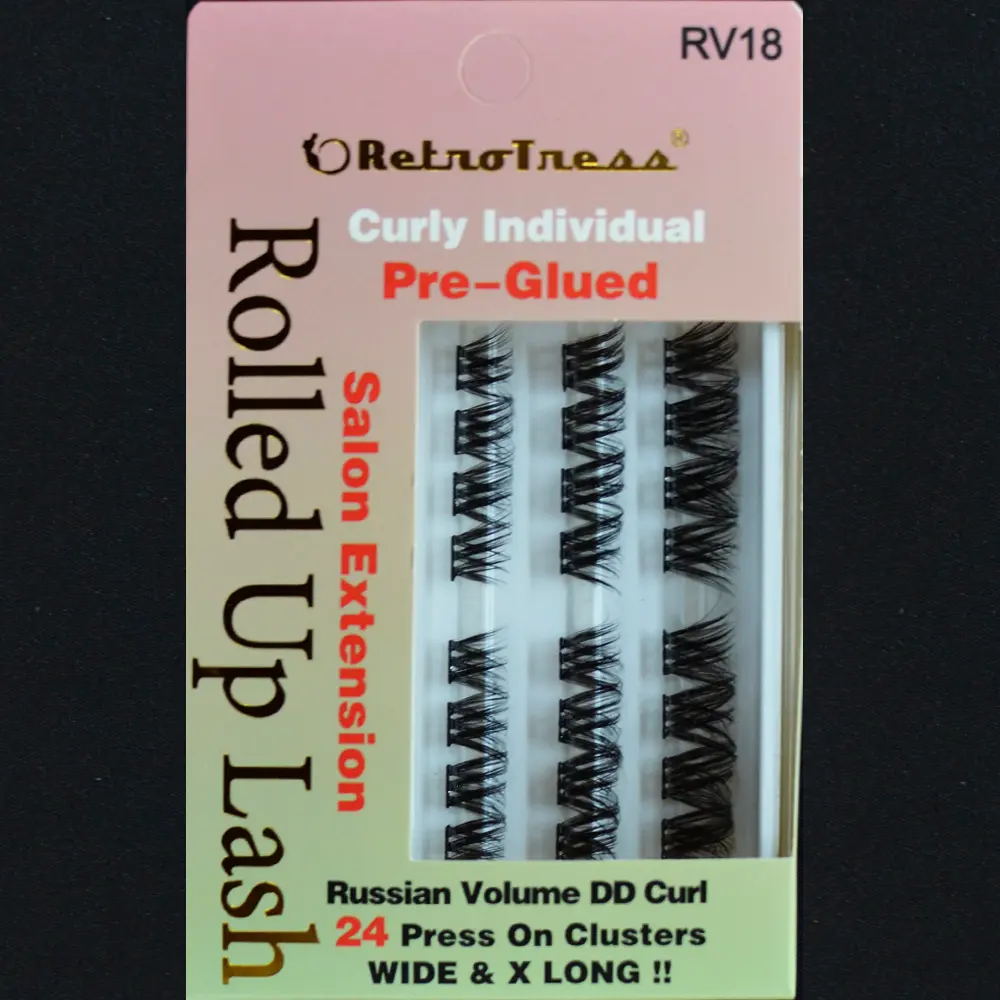 RV18
RetroTress®
Curly Individual
Pre-Glued
Rolled Up Lash
Salon Extension
Russian Volume DD Curl
24 Press On Clusters
WIDE & X LONG !!